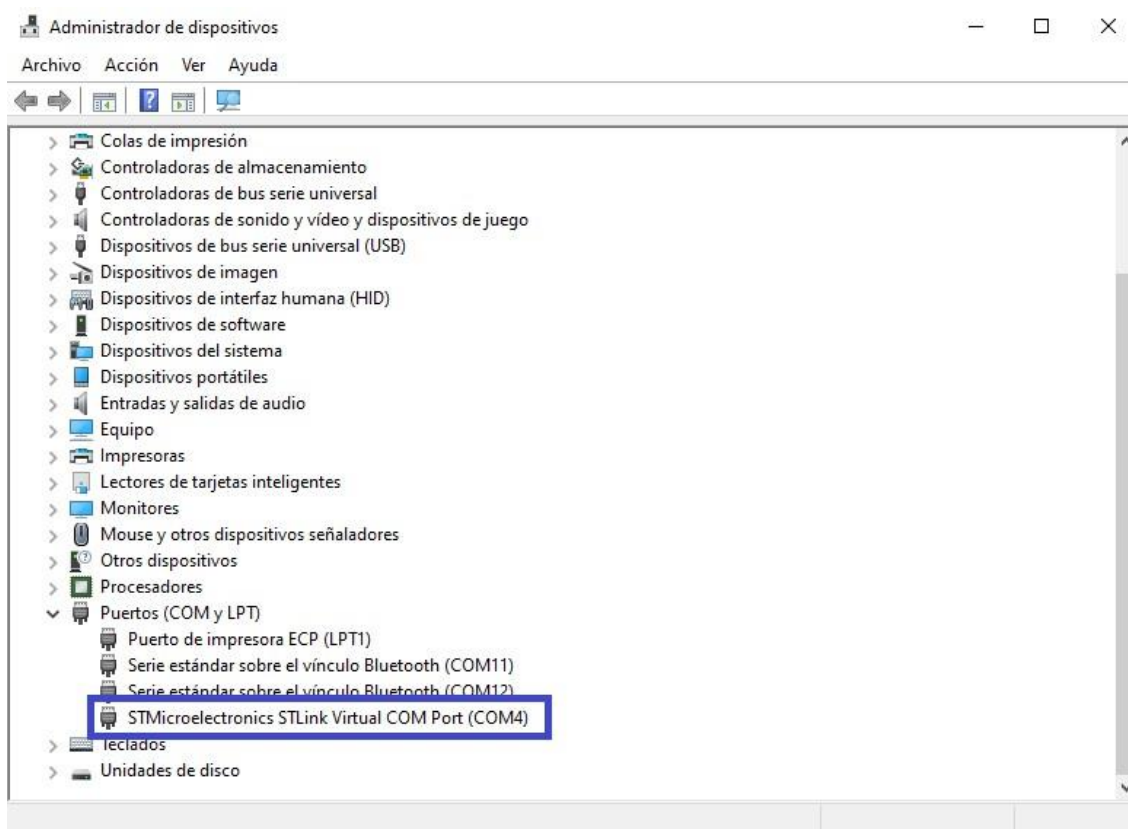 Administrador de dispositivos
Archivo Acción Ver Ayuda
Colas de impresión
Controladoras de almacenamiento
Controladoras de bus serie universal
Controladoras de sonido y vídeo y dispositivos de juego
Dispositivos de bus serie universal (USB)
Dispositivos de imagen
Dispositivos de interfaz humana (HID)
Dispositivos de software
Dispositivos del sistema
Dispositivos portátiles
Entradas y salidas de audio
Equipo
Impresoras
Lectores de tarjetas inteligentes
Monitores
Mouse y otros dispositivos señaladores
Otros dispositivos
Procesadores
Puertos (COM y LPT)
Puerto de impresora ECP (LPT1)
Serie estándar sobre el vínculo Bluetooth (COM11)
Serie estándar sobre el vínculo Bluetooth (COM12)
STMicroelectronics STLink Virtual COM Port (COM4)
Teclados
Unidades de disco